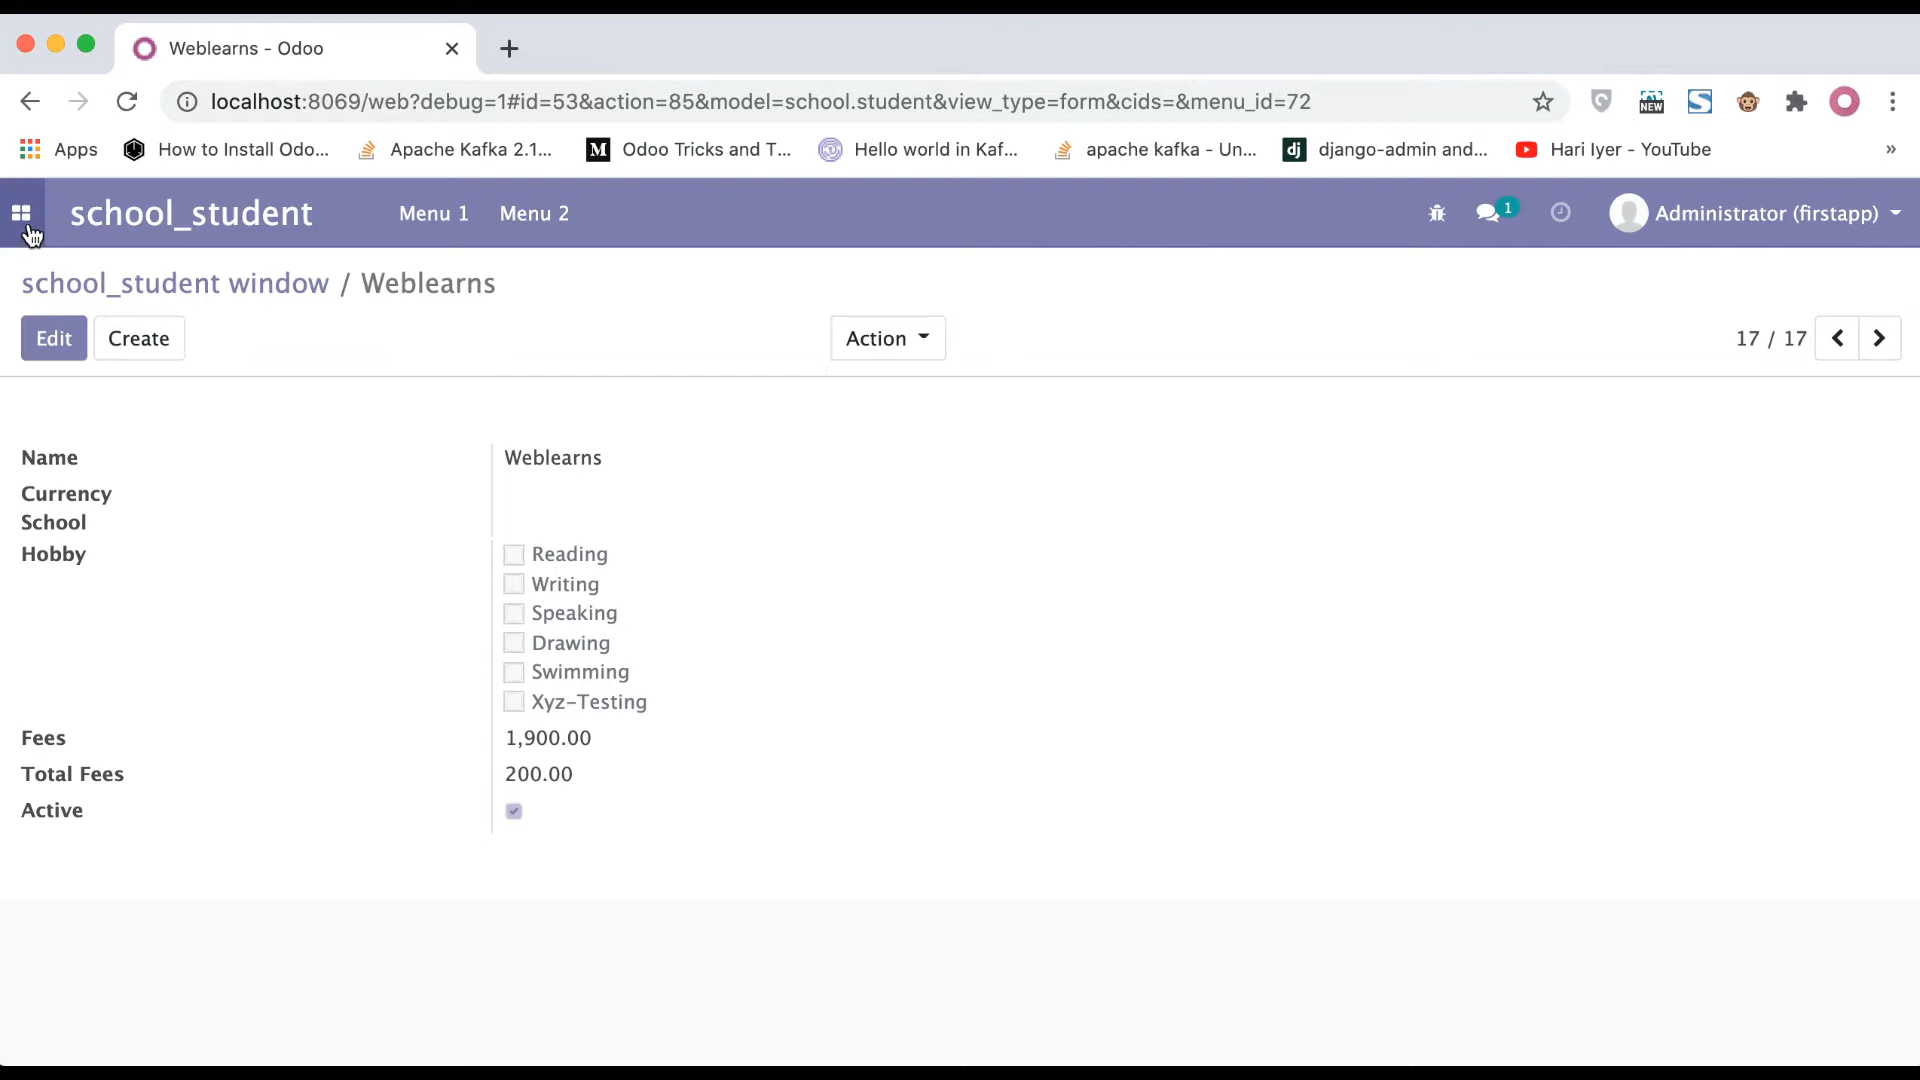 Weblearns - Odoo
localhost:8069/web?debug=1#id=53&action=85&model=school.student&view_type=form&cids=&menu_id=72
NEW
Apps How to Install Odo... Apache Kafka 2.1... M Odoo Tricks and T... Hello world in Kaf... apache kafka - Un... dj django-admin and... Hari Iyer - YouTube »
school_student Menu 1 Menu 2 1 Administrator (firstapp)
school_student window / Weblearns
Edit Create Action 17 / 17
Name Weblearns
Currency
School
Hobby Reading
Writing
Speaking
Drawing
Swimming
Xyz-Testing
Fees 1,900.00
Total Fees 200.00
Active